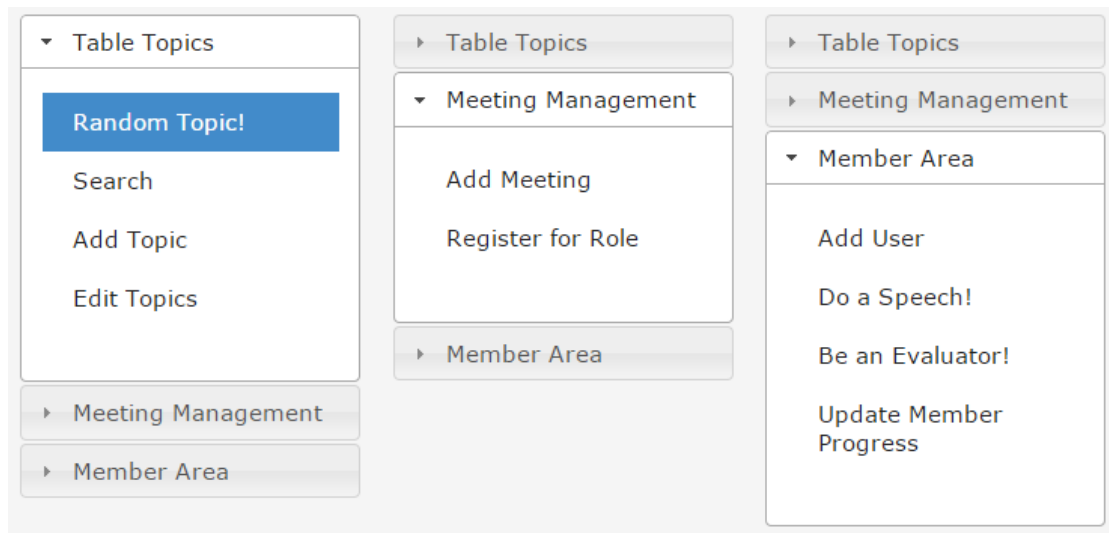 Table Topics
Random Topic!
Search
Add Topic
Edit Topics
Meeting Management
Member Area
Table Topics
Meeting Management
Add Meeting
Register for Role
Member Area
Table Topics
Meeting Management
Member Area
Add User
Do a Speech!
Be an Evaluator!
Update Member
Progress